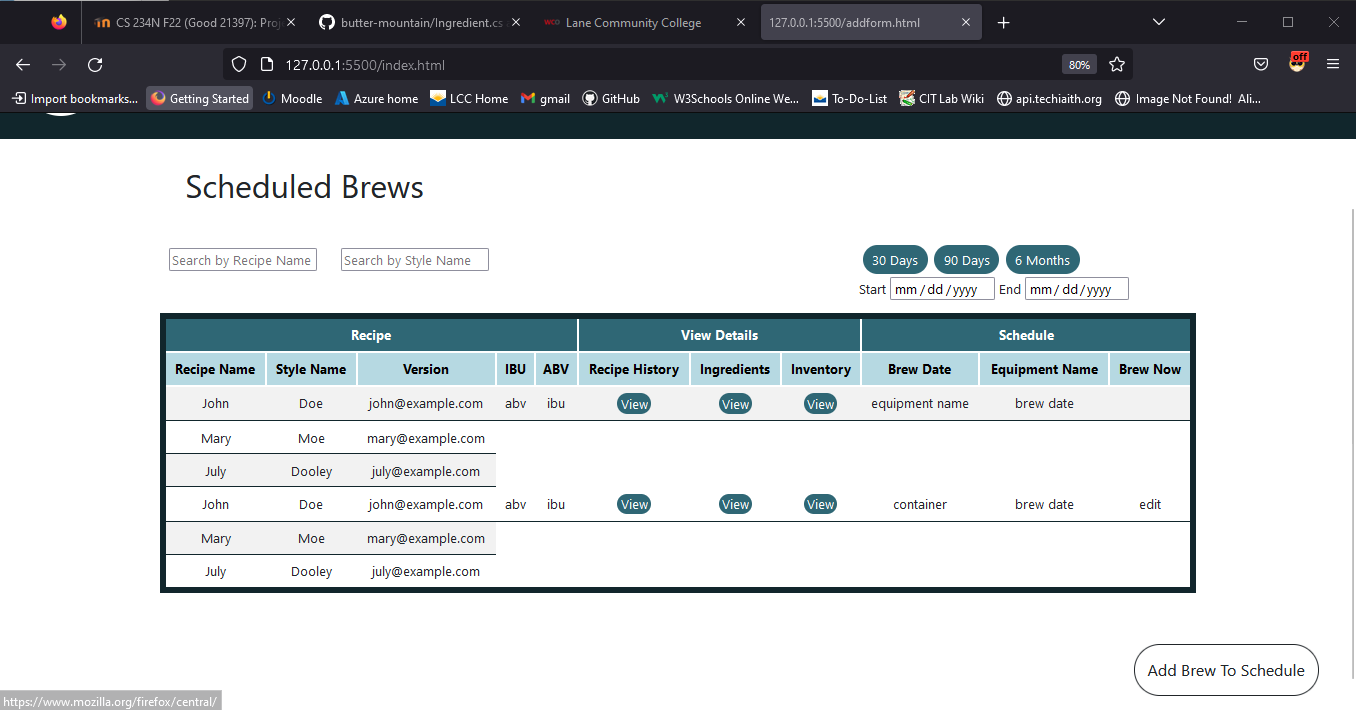 CS 234N F22 (Good 21397): Proj
butter-mountain/Ingredient.cs
WCO Lane Community College
127.0.0.1:5500/addform.html
127.0.0.1:5500/index.html
80%
off
Import bookmarks... Getting Started Moodle Azure home LCC Home gmail GitHub W3Schools Online We... To-Do-List CIT Lab Wiki api.techiaith.org Image Not Found! Ali...
Scheduled Brews
Search by Recipe Name Search by Style Name
30 Days 90 Days 6 Months
Start mm / dd / yyyy End mm / dd / yyyy
Recipe View Details Schedule
Recipe Name Style Name Version IBU ABV Recipe History Ingredients Inventory Brew Date Equipment Name Brew Now
John Doe john@example.com abv ibu View View View equipment name brew date
Mary Moe mary@example.com
July Dooley july@example.com
John Doe john@example.com abv ibu View View View container brew date edit
Mary Moe mary@example.com
July Dooley july@example.com
Add Brew To Schedule
https://www.mozilla.org/firefox/central/